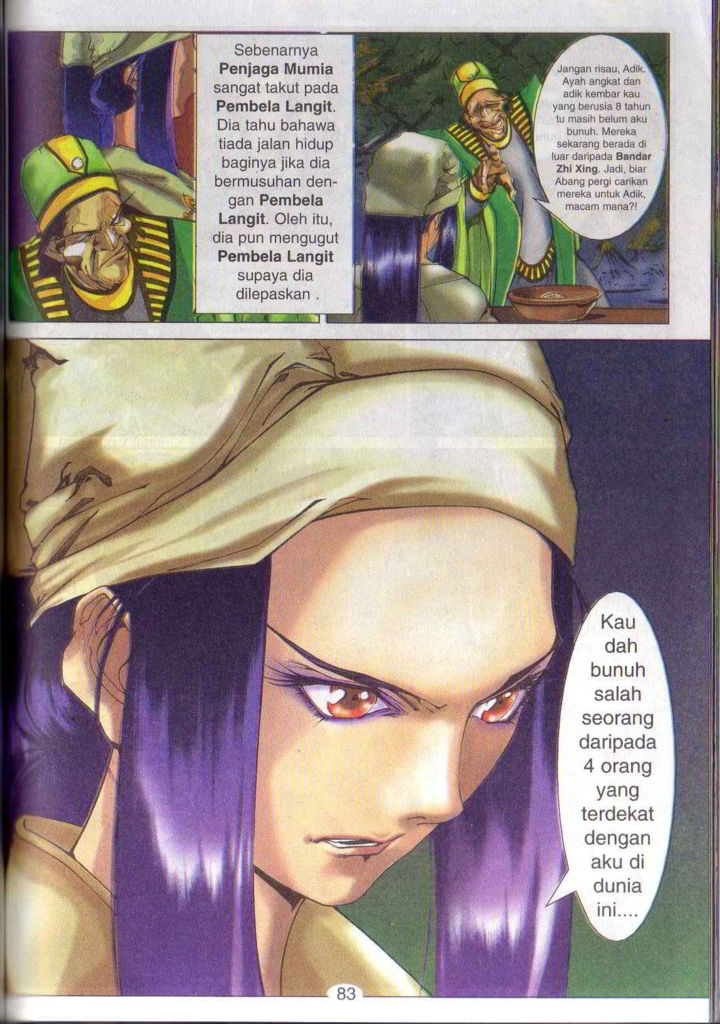 Sebenarnya
Penjaga Mumia
sangat takut pada
Pembela Langit.
Dia tahu bahawa
tiada jalan hidup
baginya jika dia
bermusuhan den-
gan Pembela
Langit. Oleh itu,
dia pun mengugut
Pembela Langit
supaya dia
dilepaskan .
Jangan risau, Adik.
Ayah angkat dan
adik kembar kau
yang berusia 8 tahun
tu masih belum aku
bunuh. Mereka
sekarang berada di
luar daripada Bandar
Zhi Xing. Jadi, biar
Abang pergi carikan
mereka untuk Adik,
macam mana?!
Kau
dah
bunuh
salah
seorang
daripada
4 orang
yang
terdekat
dengan
aku di
dunia
ini....
83